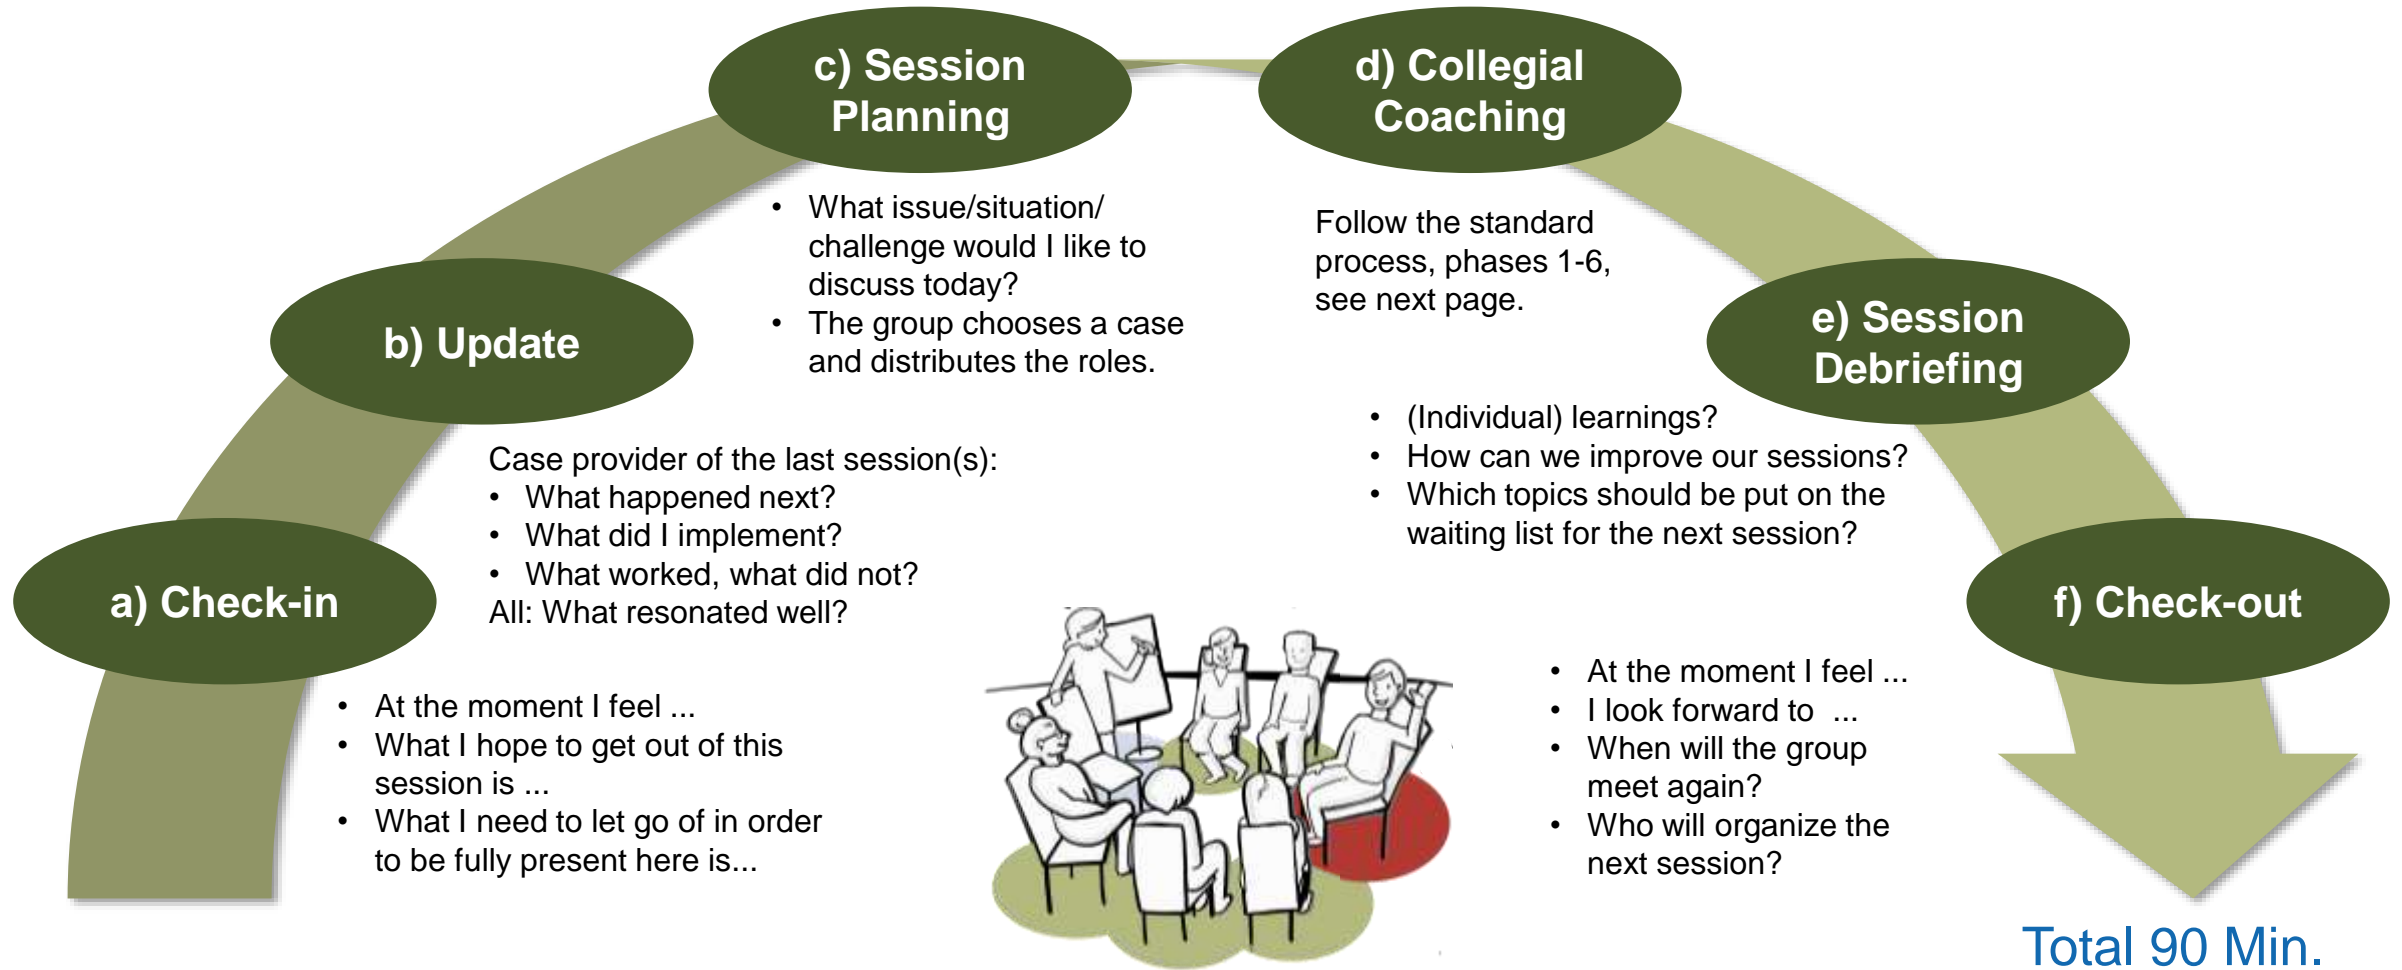 a) Check-in
• At the moment I feel ...
• What I hope to get out of this
session is ...
• What I need to let go of in order
to be fully present here is...
b) Update
Case provider of the last session(s):
• What happened next?
• What did I implement?
• What worked, what did not?
All: What resonated well?
c) Session
Planning
• What issue/situation/
challenge would I like to
discuss today?
• The group chooses a case
and distributes the roles.
d) Collegial
Coaching
Follow the standard
process, phases 1-6,
see next page.
e) Session
Debriefing
• (Individual) learnings?
• How can we improve our sessions?
• Which topics should be put on the
waiting list for the next session?
f) Check-out
• At the moment I feel ...
• I look forward to ...
• When will the group
meet again?
• Who will organize the
next session?
Total 90 Min.